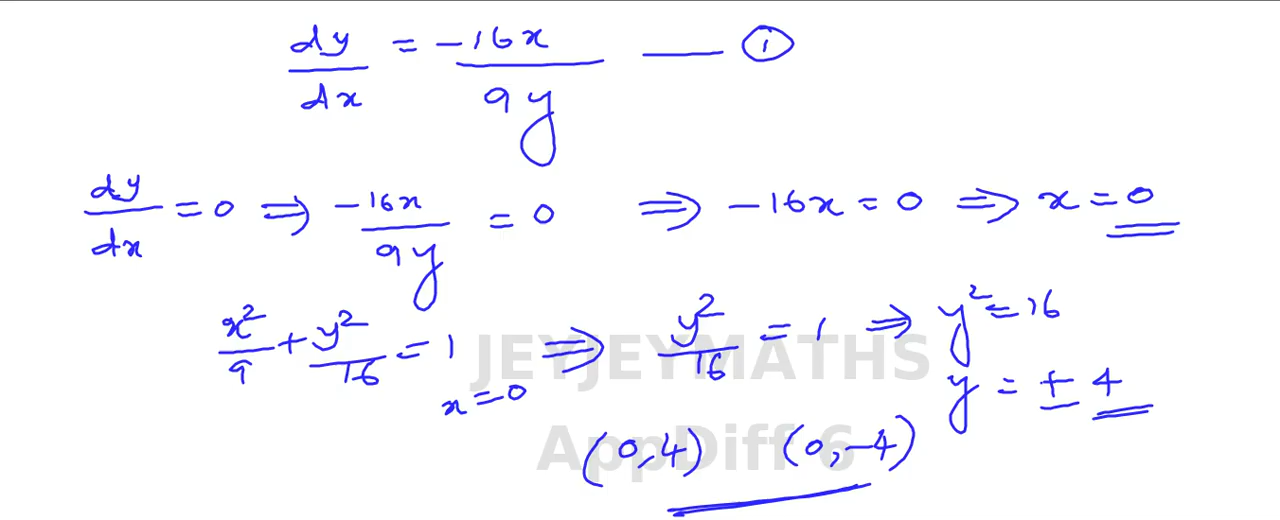 dy/dx = -16x/9y —— ①
dy/dx = 0 ⇒ -16x/9y = 0 ⇒ -16x = 0 ⇒ x = 0
x²/9 + y²/16 = 1 ⇒ y²/16 = 1 ⇒ y² = 16
JEYJEYMATHS
x = 0 y = ± 4
(0,4) (0,-4)
AppDiff 6